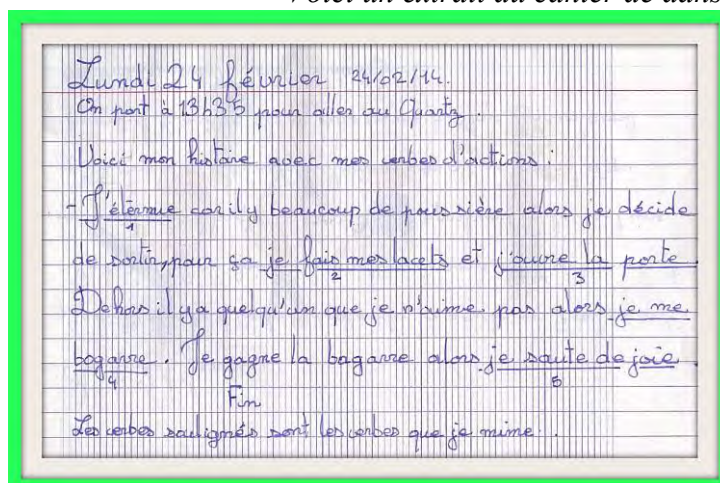 Voici un extrait du cahier de dans
Lundi 24 février 24/02/14.
On part à 13h35 pour aller au Quartz.
Voici mon histoire avec mes verbes d'actions :
- J'éternue car il y beaucoup de poussière alors je décide
1
de sortir, pour ça je fais mes lacets et j'ouvre la porte.
2 3
Dehors il y a quelqu'un que je n'aime pas alors je me
bagarre. Je gagne la bagarre alors je saute de joie.
4 5
Fin
Les verbes soulignés sont les verbes que je mime.